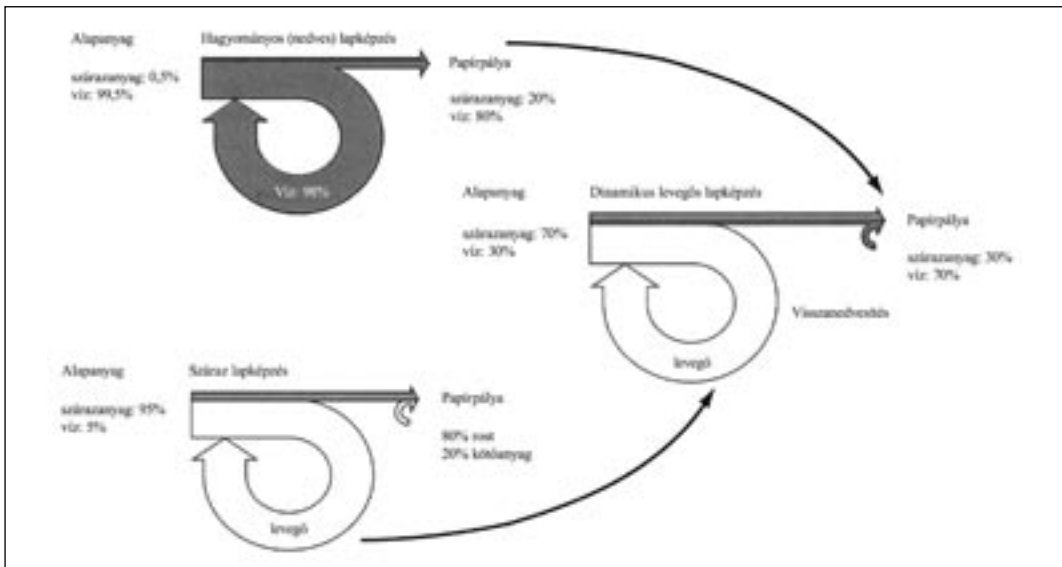 Alapanyag
szárazanyag: 0,5%
víz: 99,5%
Hagyományos (nedves) lapképzés
Víz: 98%
Papírpálya
szárazanyag: 20%
víz: 80%
Alapanyag
szárazanyag: 70%
víz: 30%
Dinamikus levegős lapképzés
levegő
Papírpálya
szárazanyag: 30%
víz: 70%
Visszanedvesítés
Alapanyag
szárazanyag: 95%
víz: 5%
Száraz lapképzés
levegő
Papírpálya
80% rost
20% kötőanyag